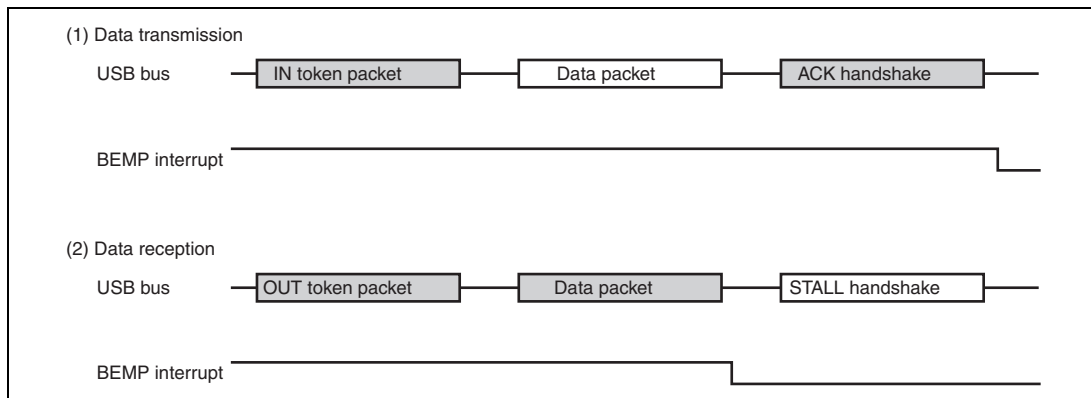 (1) Data transmission
USB bus IN token packet Data packet ACK handshake
BEMP interrupt
(2) Data reception
USB bus OUT token packet Data packet STALL handshake
BEMP interrupt